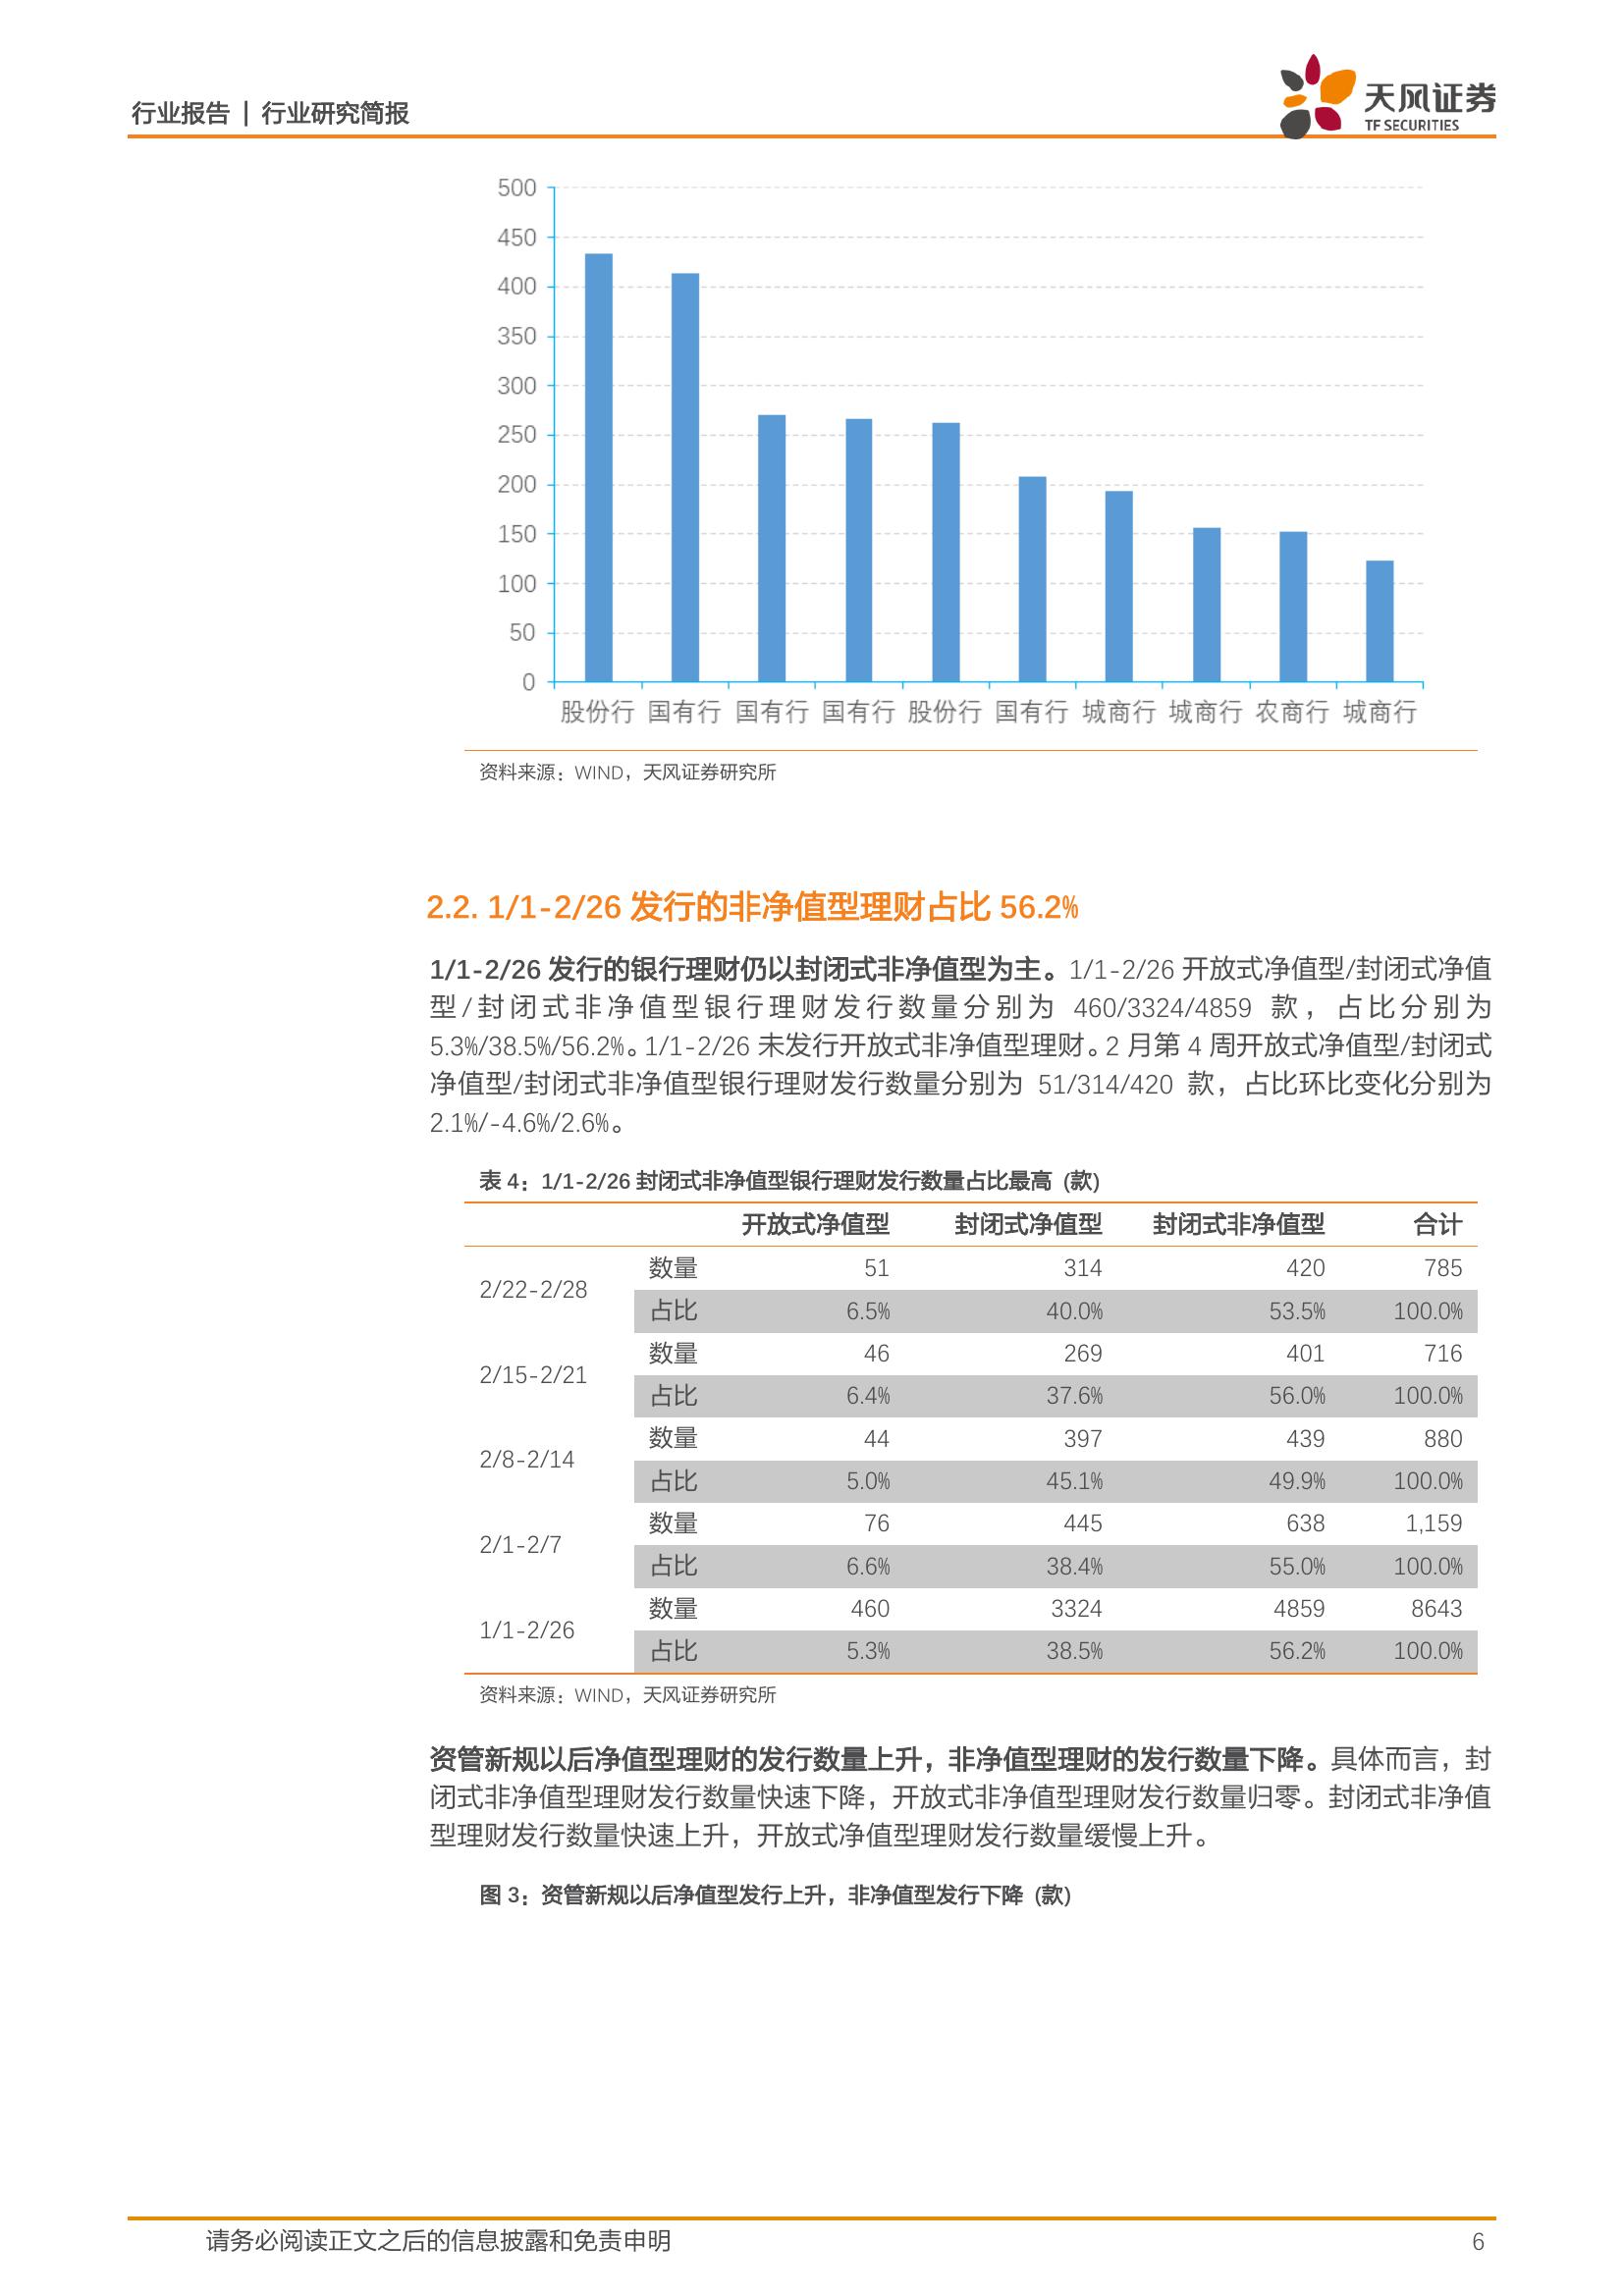 行业报告 | 行业研究简报
天风证券
TF SECURITIES
500
450
400
350
300
250
200
150
100
50
0
股份行 国有行 国有行 国有行 股份行 国有行 城商行 城商行 农商行 城商行
资料来源：WIND，天风证券研究所
2.2. 1/1-2/26 发行的非净值型理财占比 56.2%
1/1-2/26 发行的银行理财仍以封闭式非净值型为主。1/1-2/26 开放式净值型/封闭式净值
型/封闭式非净值型银行理财发行数量分别为 460/3324/4859 款，占比分别为
5.3%/38.5%/56.2%。1/1-2/26 未发行开放式非净值型理财。2 月第 4 周开放式净值型/封闭式
净值型/封闭式非净值型银行理财发行数量分别为 51/314/420 款，占比环比变化分别为
2.1%/-4.6%/2.6%。
表 4：1/1-2/26 封闭式非净值型银行理财发行数量占比最高 (款)
开放式净值型 封闭式净值型 封闭式非净值型 合计
2/22-2/28 数量 51 314 420 785
占比 6.5% 40.0% 53.5% 100.0%
2/15-2/21 数量 46 269 401 716
占比 6.4% 37.6% 56.0% 100.0%
2/8-2/14 数量 44 397 439 880
占比 5.0% 45.1% 49.9% 100.0%
2/1-2/7 数量 76 445 638 1,159
占比 6.6% 38.4% 55.0% 100.0%
1/1-2/26 数量 460 3324 4859 8643
占比 5.3% 38.5% 56.2% 100.0%
资料来源：WIND，天风证券研究所
资管新规以后净值型理财的发行数量上升，非净值型理财的发行数量下降。具体而言，封
闭式非净值型理财发行数量快速下降，开放式非净值型理财发行数量归零。封闭式非净值
型理财发行数量快速上升，开放式净值型理财发行数量缓慢上升。
图 3：资管新规以后净值型发行上升，非净值型发行下降 (款)
请务必阅读正文之后的信息披露和免责申明 6